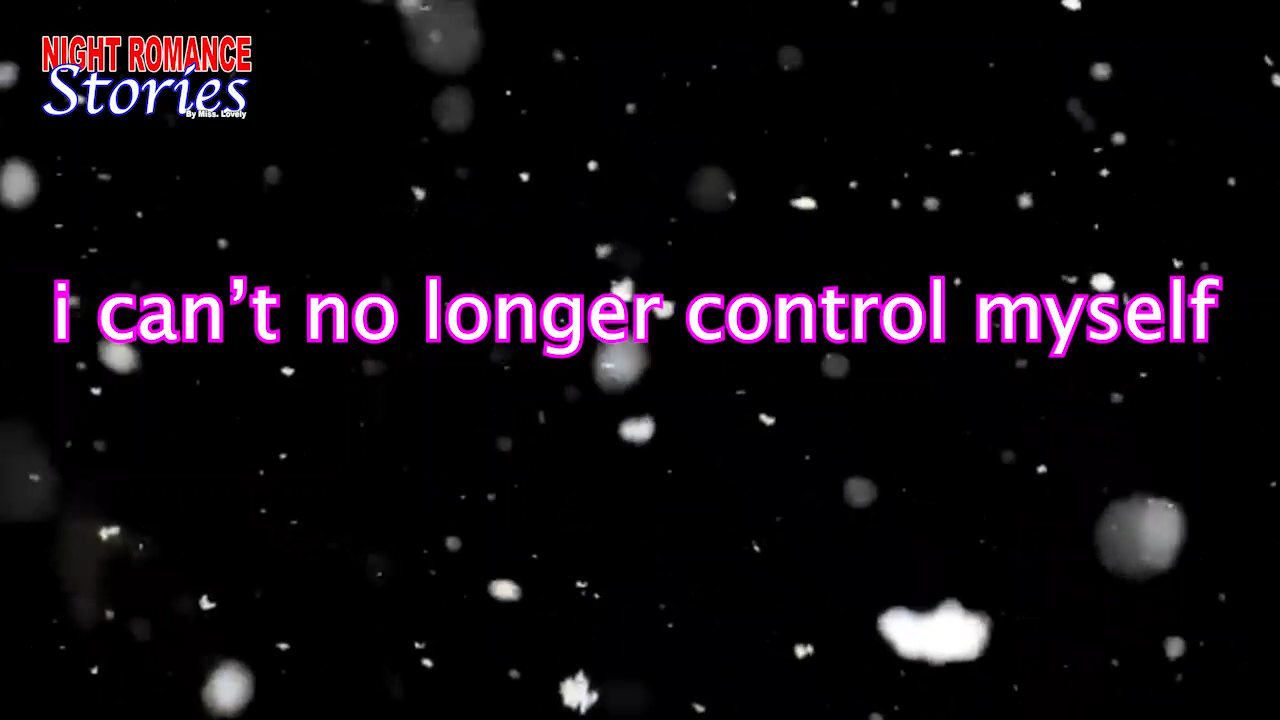 NIGHT ROMANCE
Stories
By Miss. Lovely
i can’t no longer control myself